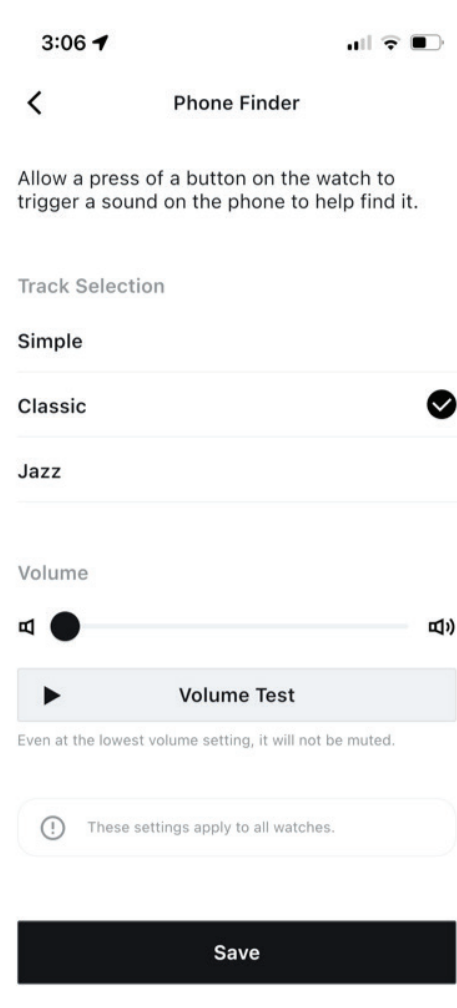 3:06
Phone Finder
Allow a press of a button on the watch to
trigger a sound on the phone to help find it.
Track Selection
Simple
Classic
Jazz
Volume
Volume Test
Even at the lowest volume setting, it will not be muted.
These settings apply to all watches.
Save